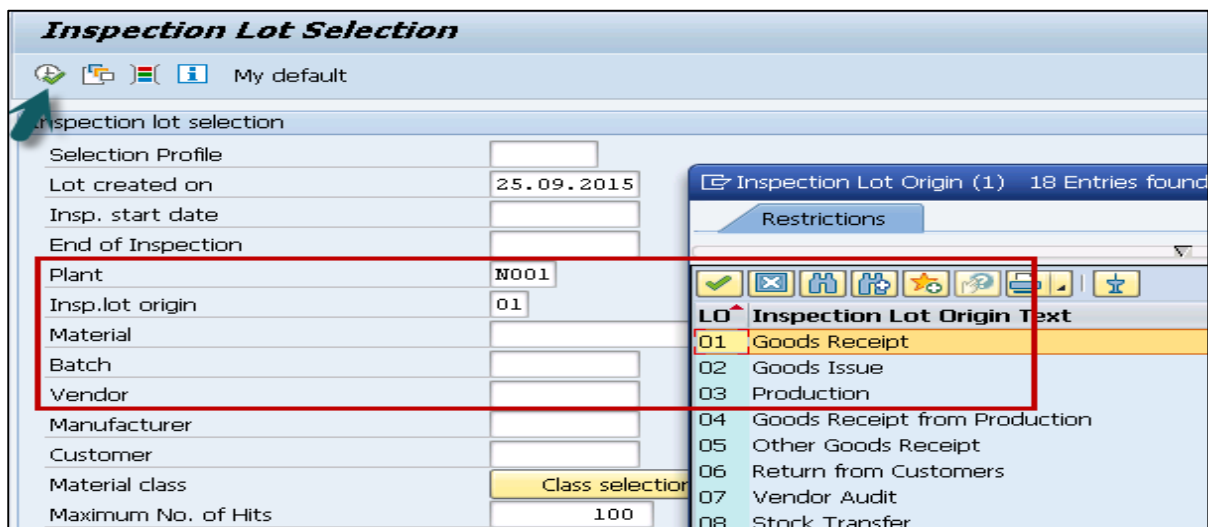 Inspection Lot Selection
My default
nspection lot selection
Selection Profile
Lot created on 25.09.2015
Insp. start date
End of Inspection
Plant N001
Insp.lot origin 01
Material
Batch
Vendor
Manufacturer
Customer
Material class Class selection
Maximum No. of Hits 100
Inspection Lot Origin (1) 18 Entries found
Restrictions
LO Inspection Lot Origin Text
01 Goods Receipt
02 Goods Issue
03 Production
04 Goods Receipt from Production
05 Other Goods Receipt
06 Return from Customers
07 Vendor Audit
08 Stock Transfer